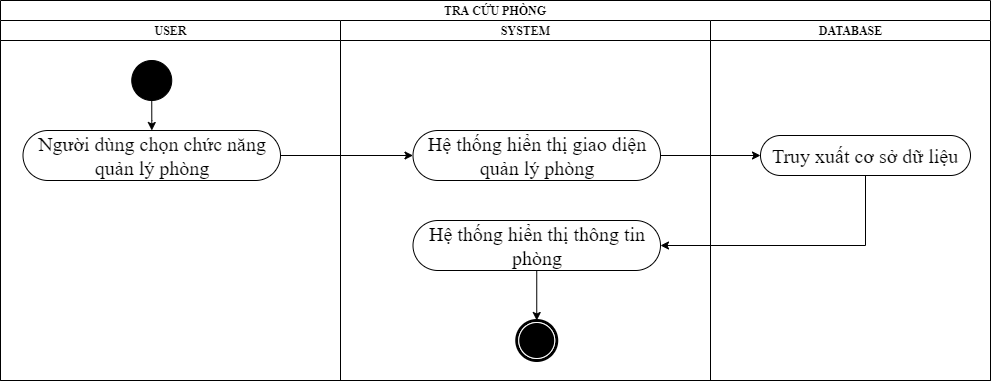 TRA CỨU PHÒNG
USER
SYSTEM
DATABASE
Người dùng chọn chức năng
quản lý phòng
Hệ thống hiển thị giao diện
quản lý phòng
Truy xuất cơ sở dữ liệu
Hệ thống hiển thị thông tin
phòng